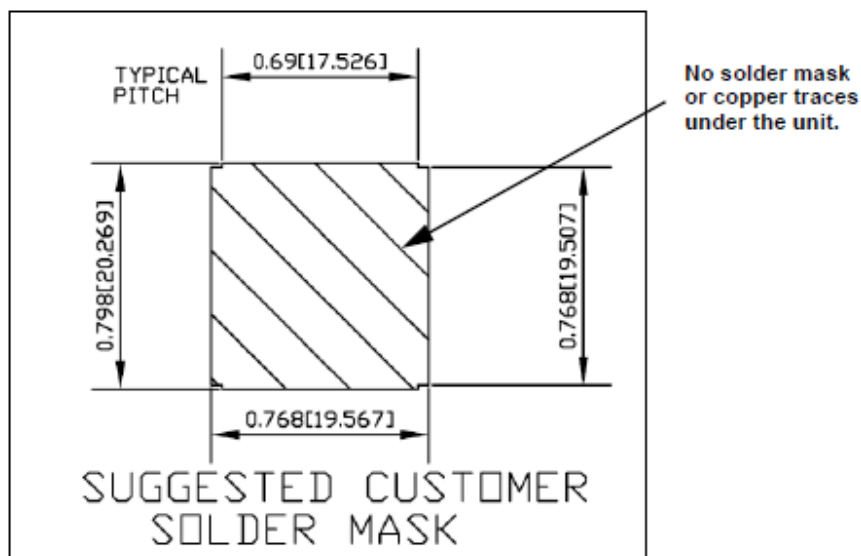 0.69[17.526]
TYPICAL
PITCH
No solder mask
or copper traces
under the unit.
0.798[20.269]
0.768[19.507]
0.768[19.567]
SUGGESTED CUSTOMER
SOLDER MASK